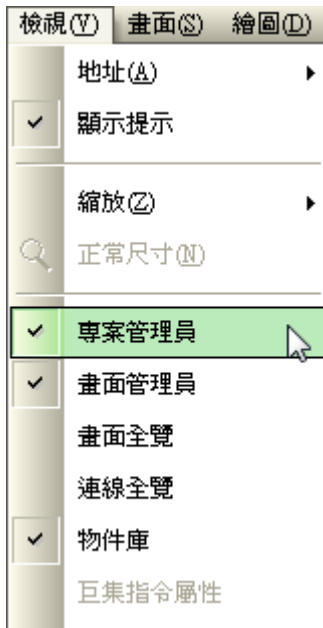 檢視(V) 畫面(S) 繪圖(D)
地址(A)
顯示提示
縮放(Z)
正常尺寸(N)
專案管理員
畫面管理員
畫面全覽
連線全覽
物件庫
巨集指令屬性